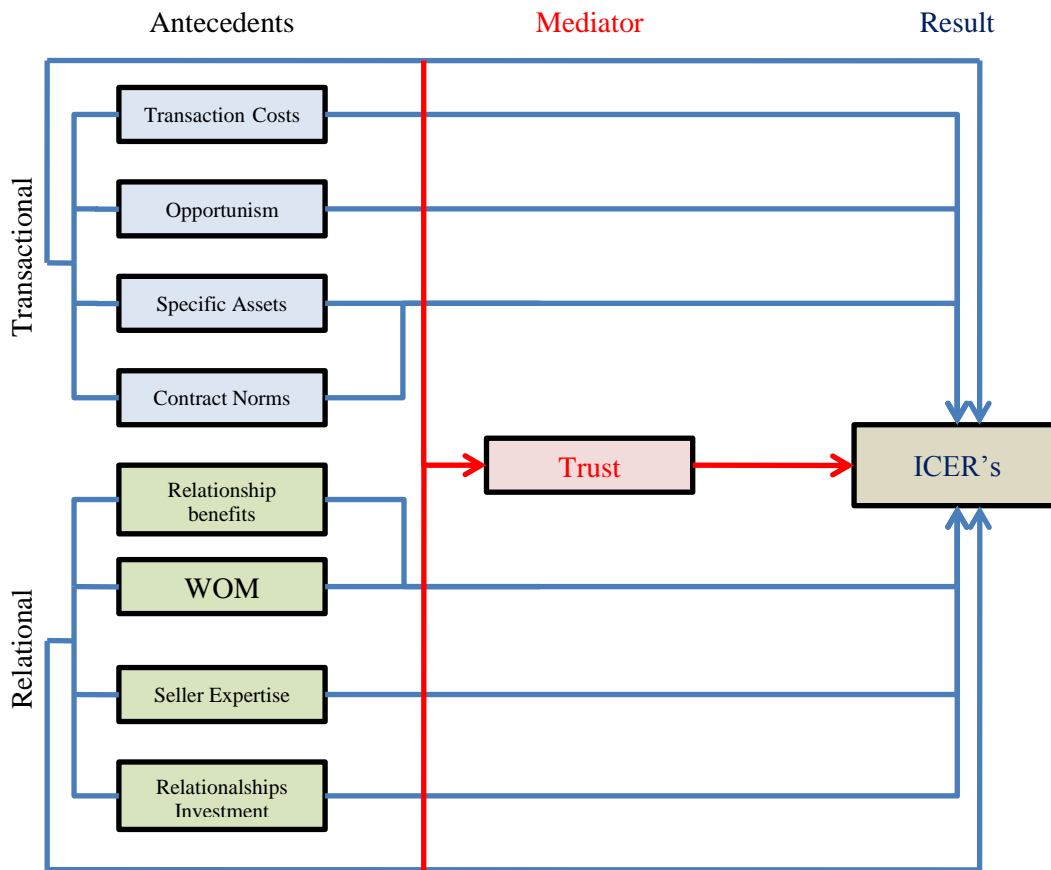 Antecedents
Mediator
Result
Transactional
Transaction Costs
Opportunism
Specific Assets
Contract Norms
Trust
ICER’s
Relational
Relationship
benefits
WOM
Seller Expertise
Relationalships
Investment